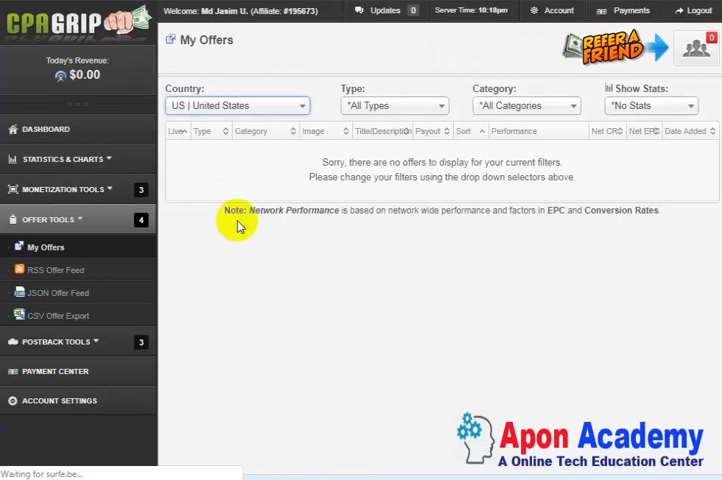 CPAGRIP
Welcome: Md Jasim U. (Affiliate: #195673)
Updates 0
Server Time: 10:18pm
Account
Payments
Logout
Today's Revenue:
$0.00
My Offers
REFER A
FRIEND
0
Country:
Type:
Category:
Show Stats:
US | United States
*All Types
*All Categories
*No Stats
Live
Type
Category
Image
Title/Description
Payout
Sort
Performance
Net CR
Net EPC
Date Added
Sorry, there are no offers to display for your current filters.
Please change your filters using the drop down selectors above.
Note: Network Performance is based on network wide performance and factors in EPC and Conversion Rates.
DASHBOARD
STATISTICS & CHARTS
MONETIZATION TOOLS 3
OFFER TOOLS 4
My Offers
RSS Offer Feed
JSON Offer Feed
CSV Offer Export
POSTBACK TOOLS 3
PAYMENT CENTER
ACCOUNT SETTINGS
Apon Academy
A Online Tech Education Center
Waiting for surfe.be...